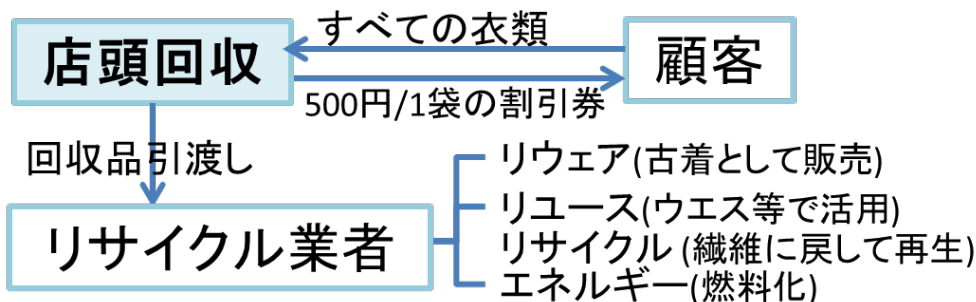 すべての衣類
店頭回収
顧客
500円/1袋の割引券
回収品引渡し
リウェア(古着として販売)
リユース(ウエス等で活用)
リサイクル業者
リサイクル(繊維に戻して再生)
エネルギー(燃料化)